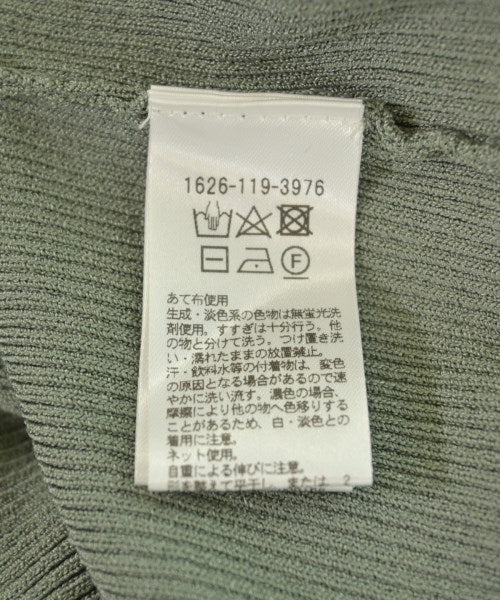 1626-119-3976
F
あて布使用
生成・淡色系の色物は無蛍光洗
剤使用。すすぎは十分行う。他
の物と分けて洗う。つけ置き洗
い・濡れたままの放置禁止。
汗・飲料水等の付着物は、変色
の原因となる場合があるので速
やかに洗い流す。濃色の場合、
摩擦により他の物へ色移りする
ことがあるため、白・淡色との
着用に注意。
ネット使用。
自重による伸びに注意。
形を整えて平干し、または 2